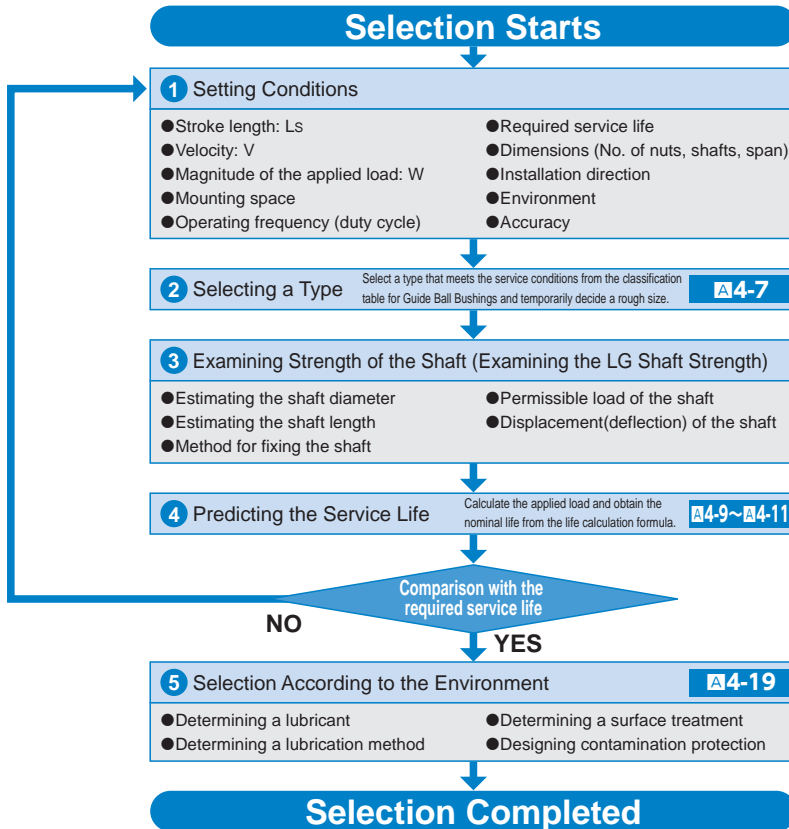 Selection Starts
1 Setting Conditions
●Stroke length: Ls
●Velocity: V
●Magnitude of the applied load: W
●Mounting space
●Operating frequency (duty cycle)
●Required service life
●Dimensions (No. of nuts, shafts, span)
●Installation direction
●Environment
●Accuracy
2 Selecting a Type
Select a type that meets the service conditions from the classification
table for Guide Ball Bushings and temporarily decide a rough size.
A4-7
3 Examining Strength of the Shaft (Examining the LG Shaft Strength)
●Estimating the shaft diameter
●Estimating the shaft length
●Method for fixing the shaft
●Permissible load of the shaft
●Displacement(deflection) of the shaft
4 Predicting the Service Life
Calculate the applied load and obtain the
nominal life from the life calculation formula.
A4-9~A4-11
Comparison with the
required service life
NO
YES
5 Selection According to the Environment
A4-19
●Determining a lubricant
●Determining a lubrication method
●Determining a surface treatment
●Designing contamination protection
Selection Completed